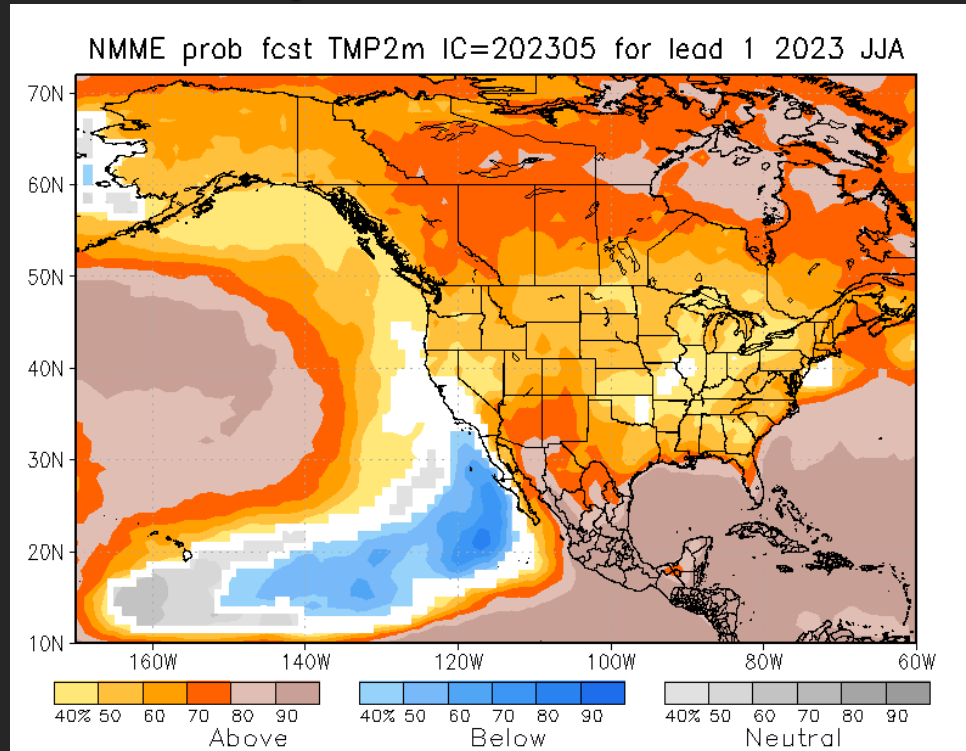 NMME prob fcst TMP2m IC=202305 for lead 1 2023 JJA
70N
60N
50N
40N
30N
20N
10N
160W 140W 120W 100W 80W 60W
40% 50 60 70 80 90 40% 50 60 70 80 90 40% 50 60 70 80 90
Above Below Neutral